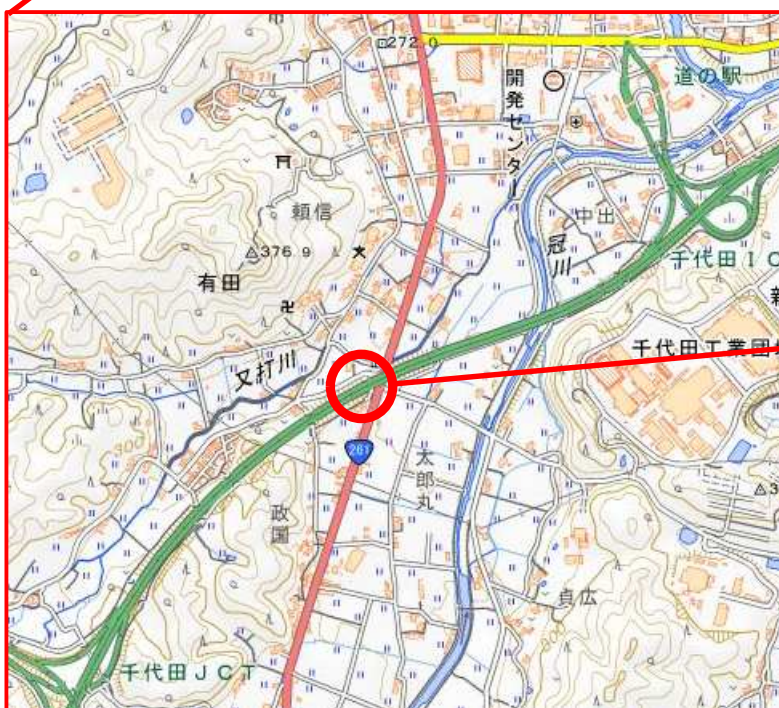 272.0
道の駅
開発センター
頼信
中出
冠川
376.9
有田
千代田IC
千代田工業団
又打川
300
261
太郎丸
政国
貞広
千代田JCT